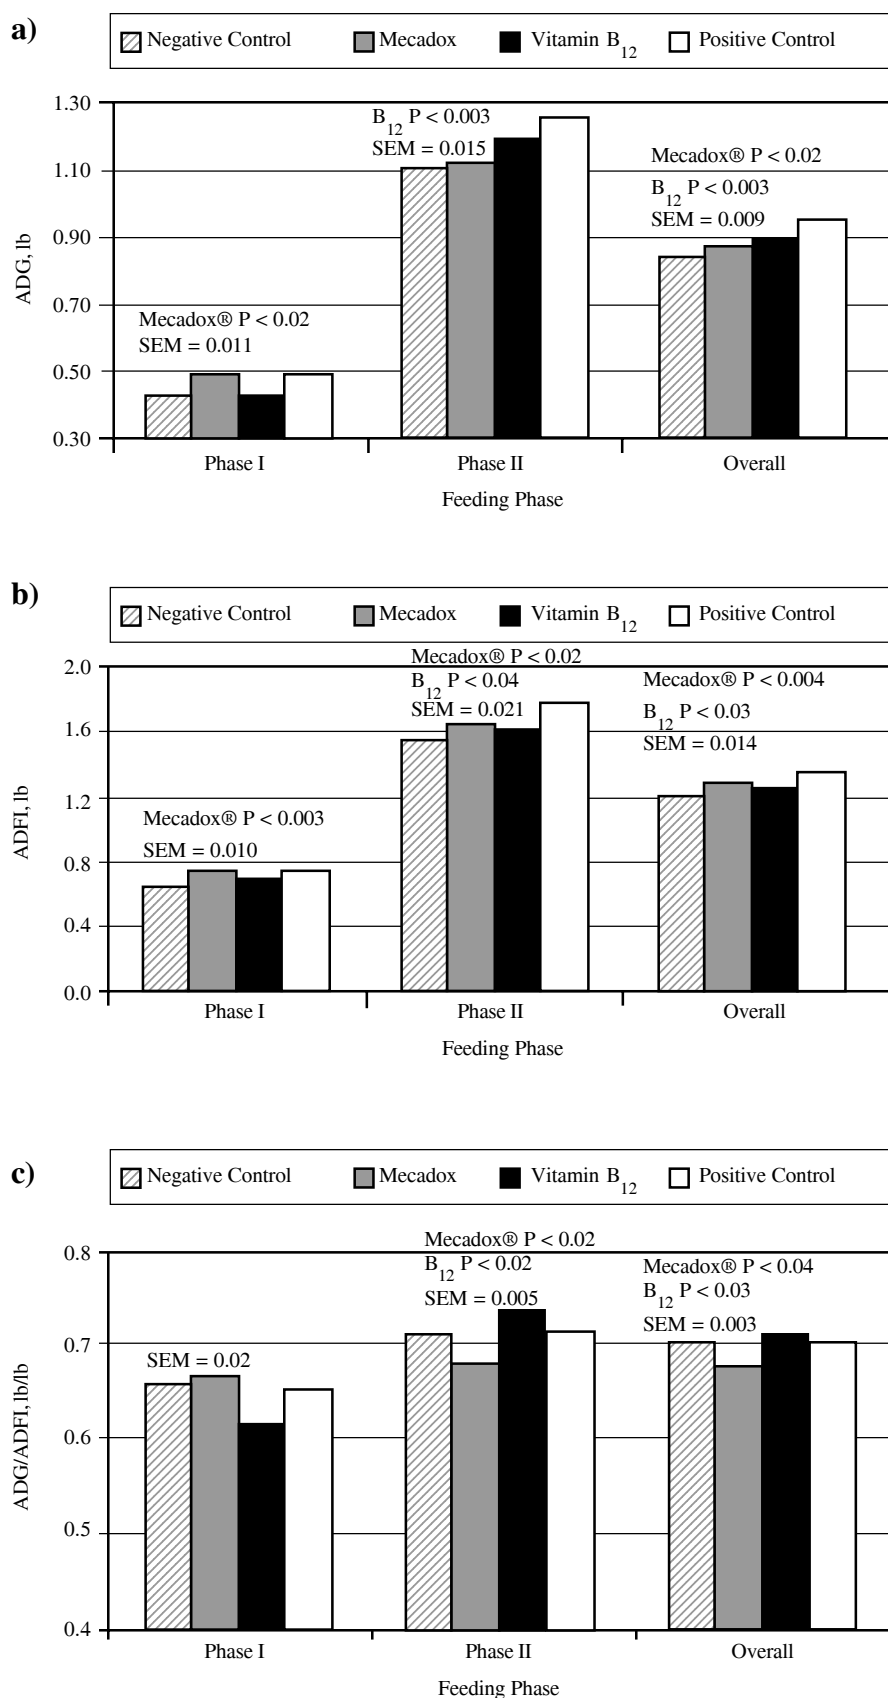 a)
Negative Control Mecadox Vitamin B12 Positive Control
1.30
1.10
0.90
0.70
0.50
0.30
ADG, lb
B12 P < 0.003
SEM = 0.015
Mecadox® P < 0.02
B12 P < 0.003
SEM = 0.009
Mecadox® P < 0.02
SEM = 0.011
Phase I Phase II Overall
Feeding Phase
b)
Negative Control Mecadox Vitamin B12 Positive Control
2.0
1.6
1.2
0.8
0.4
0.0
ADFI, lb
Mecadox® P < 0.02
B12 P < 0.04
SEM = 0.021
Mecadox® P < 0.004
B12 P < 0.03
SEM = 0.014
Mecadox® P < 0.003
SEM = 0.010
Phase I Phase II Overall
Feeding Phase
c)
Negative Control Mecadox Vitamin B12 Positive Control
0.8
0.7
0.6
0.5
0.4
ADG/ADFI, lb/lb
Mecadox® P < 0.02
B12 P < 0.02
SEM = 0.005
Mecadox® P < 0.04
B12 P < 0.03
SEM = 0.003
SEM = 0.02
Phase I Phase II Overall
Feeding Phase